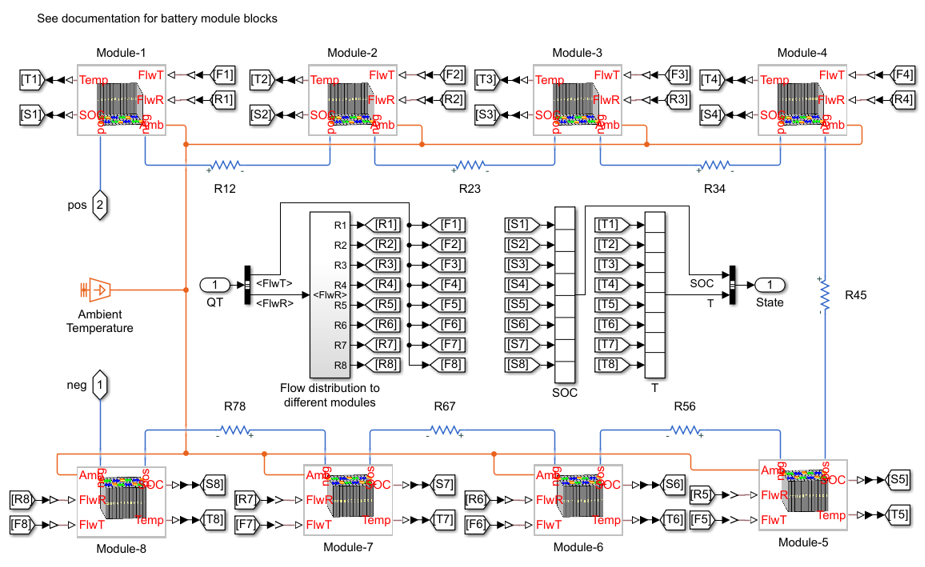 See documentation for battery module blocks
Module-1 Module-2 Module-3 Module-4
[T1] Temp FlwT [F1] [T2] Temp FlwT [F2] [T3] Temp FlwT [F3] [T4] Temp FlwT [F4]
[S1] SOC FlwR [R1] [S2] SOC FlwR [R2] [S3] SOC FlwR [R3] [S4] SOC FlwR [R4]
pos neg Amb pos neg Amb pos neg Amb pos neg Amb
+ - + - + -
R12 R23 R34
pos 2
R1 [R1] [F1] [S1] [T1]
R2 [R2] [F2] [S2] [T2]
R3 [R3] [F3] [S3] [T3]
1 <FlwT> R4 [R4] [F4] [S4] [T4] SOC 1
QT <FlwR> <FlwR> R5 [R5] [F5] [S5] [T5] T State
R6 [R6] [F6] [S6] [T6]
R7 [R7] [F7] [S7] [T7]
R8 [R8] [F8] [S8] [T8]
+
R45
-
Ambient
Temperature
neg 1
Flow distribution to
different modules
SOC
T
R78 R67 R56
- + - + - +
Amb neg pos Amb neg pos Amb neg pos Amb neg pos
SOC [S8] SOC [S7] SOC [S6] SOC [S5]
[R8] FlwR [R7] FlwR [R6] FlwR [R5] FlwR
[F8] FlwT Temp [T8] [F7] FlwT Temp [T7] [F6] FlwT Temp [T6] [F5] FlwT Temp [T5]
Module-8 Module-7 Module-6 Module-5